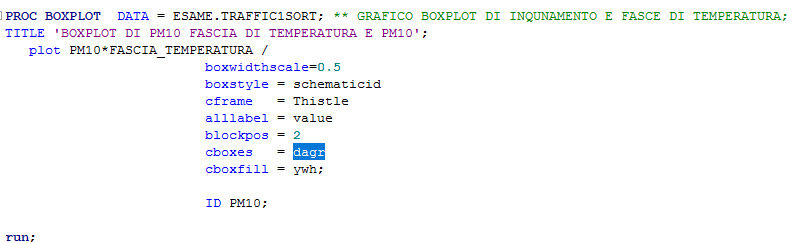 PROC BOXPLOT DATA = ESAME.TRAFFIC1SORT; ** GRAFICO BOXPLOT DI INQUNAMENTO E FASCE DI TEMPERATURA;
TITLE 'BOXPLOT DI PM10 FASCIA DI TEMPERATURA E PM10';
plot PM10*FASCIA_TEMPERATURA /
boxwidthscale=0.5
boxstyle = schematicid
cframe = Thistle
alllabel = value
blockpos = 2
cboxes = dagr
cboxfill = ywh;
ID PM10;
run;